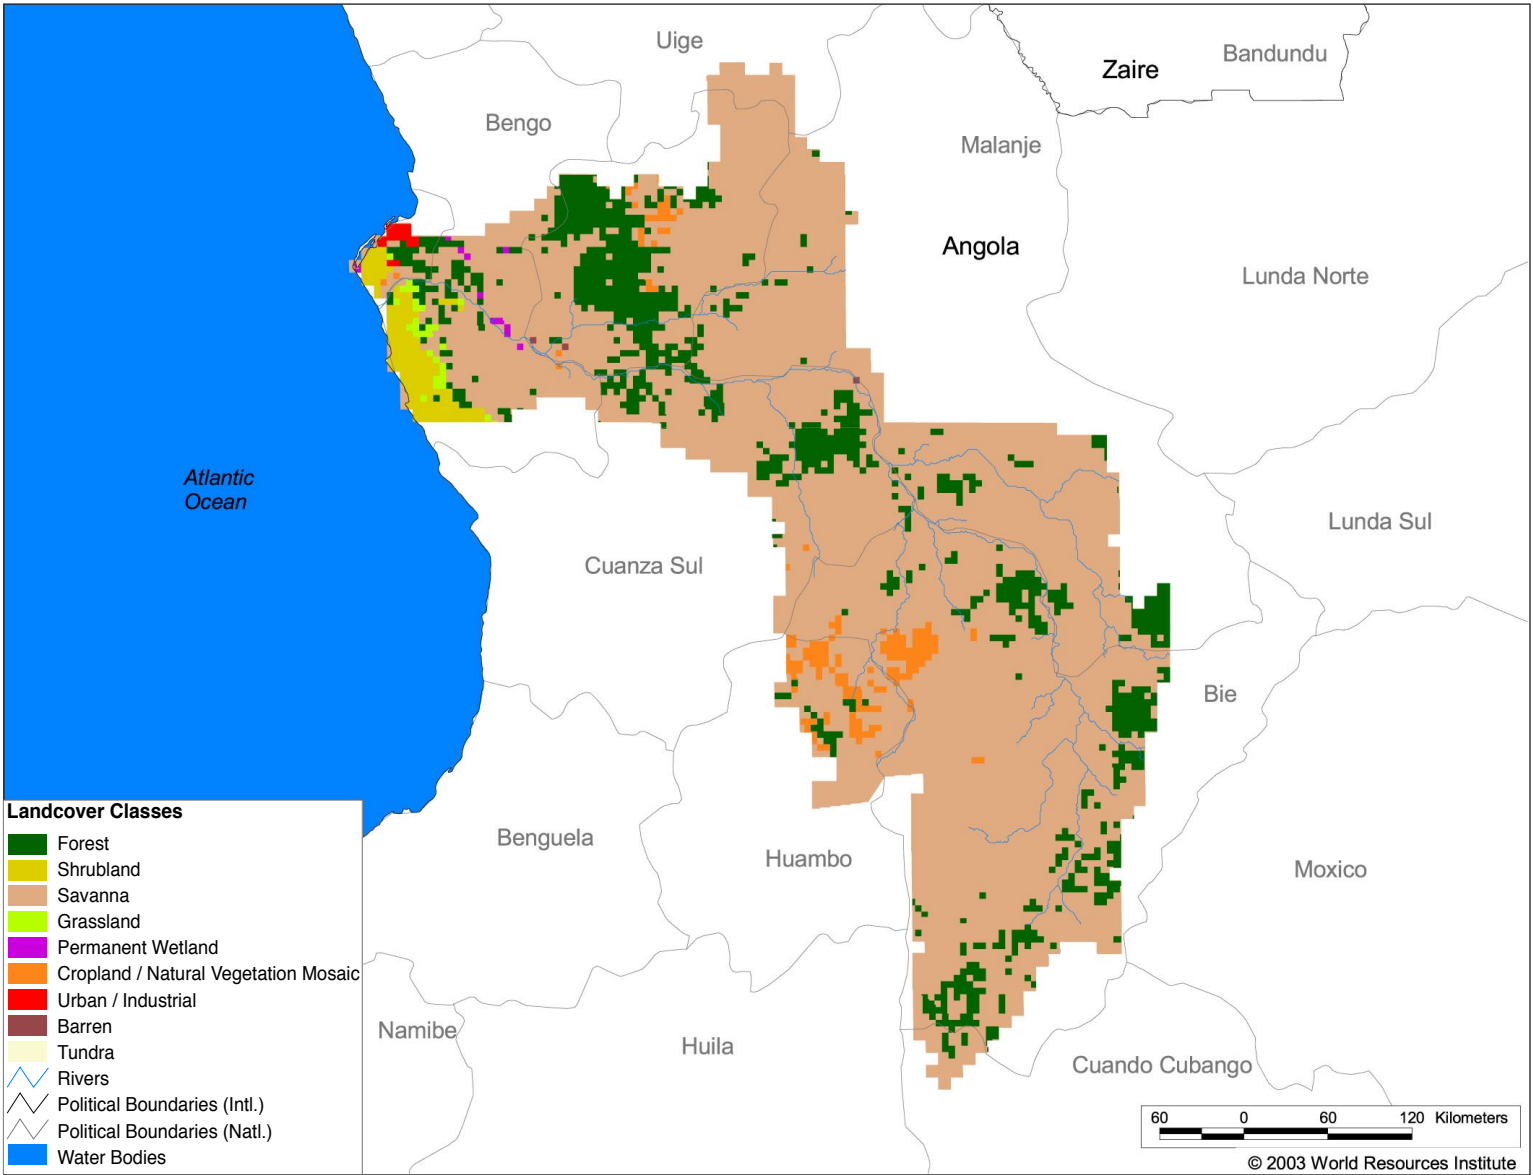 Uige
Zaire
Bandundu
Bengo
Malanje
Angola
Lunda Norte
Atlantic
Ocean
Lunda Sul
Cuanza Sul
Bie
Benguela
Huambo
Moxico
Namibe
Huila
Cuando Cubango
Landcover Classes
Forest
Shrubland
Savanna
Grassland
Permanent Wetland
Cropland / Natural Vegetation Mosaic
Urban / Industrial
Barren
Tundra
Rivers
Political Boundaries (Intl.)
Political Boundaries (Natl.)
Water Bodies
60 0 60 120 Kilometers
© 2003 World Resources Institute